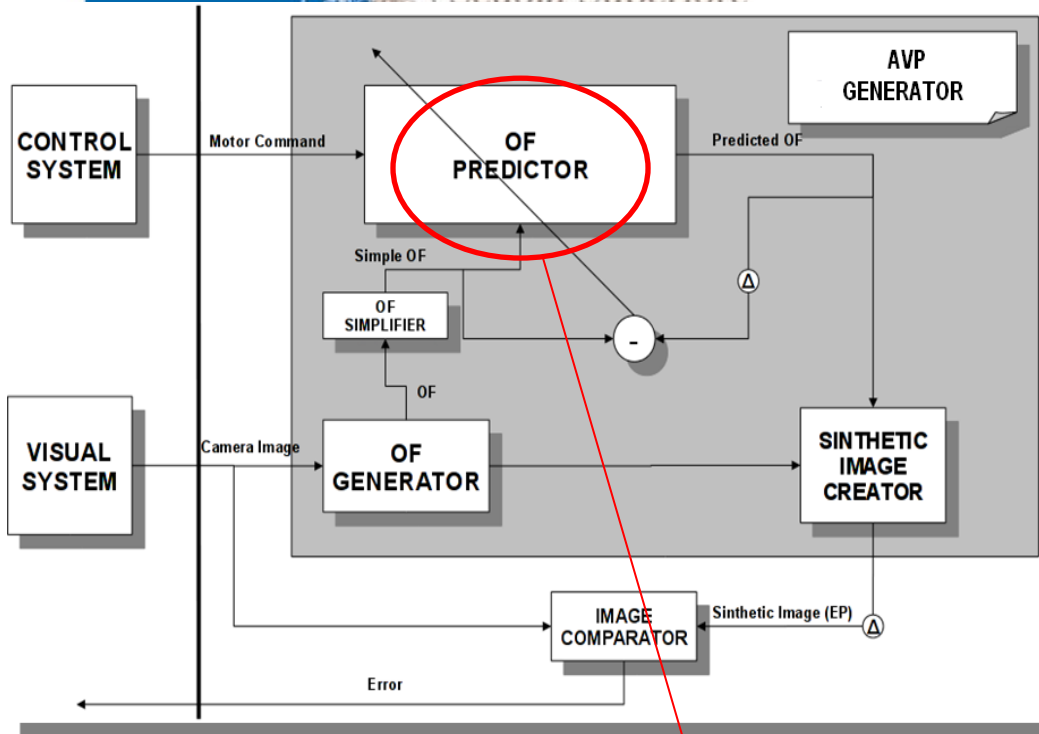 AVP
GENERATOR
CONTROL
SYSTEM
Motor Command
OF
PREDICTOR
Predicted OF
Simple OF
Δ
OF
SIMPLIFIER
-
OF
VISUAL
SYSTEM
Camera Image
OF
GENERATOR
SINTHETIC
IMAGE
CREATOR
IMAGE
COMPARATOR
Sinthetic Image (EP)
Δ
Error